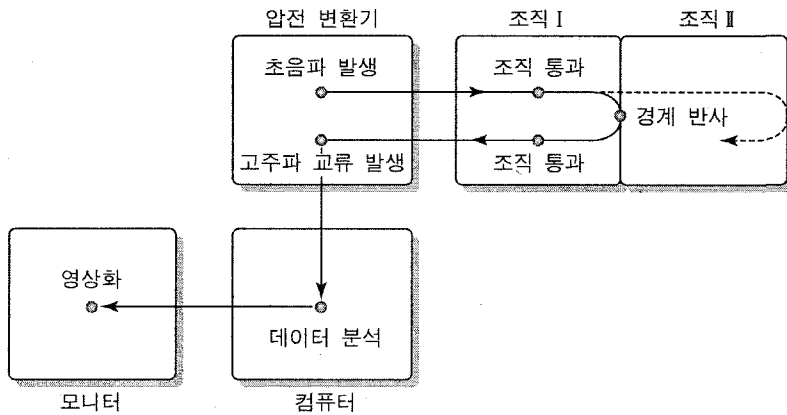 압전 변환기
조직 Ⅰ
조직 Ⅱ
초음파 발생
조직 통과
경계 반사
고주파 교류 발생
조직 통과
영상화
데이터 분석
모니터
컴퓨터